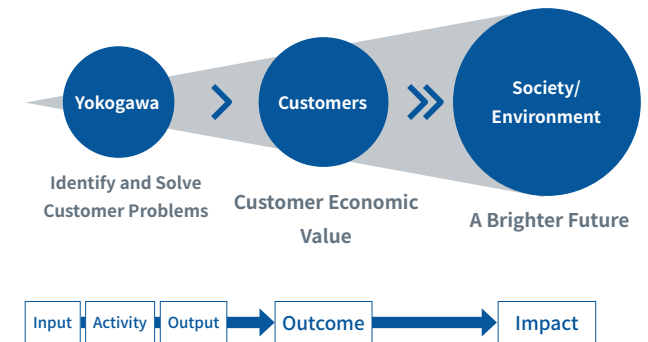 Yokogawa
Customers
Society/
Environment
Identify and Solve
Customer Problems
Customer Economic
Value
A Brighter Future
Input
Activity
Output
Outcome
Impact